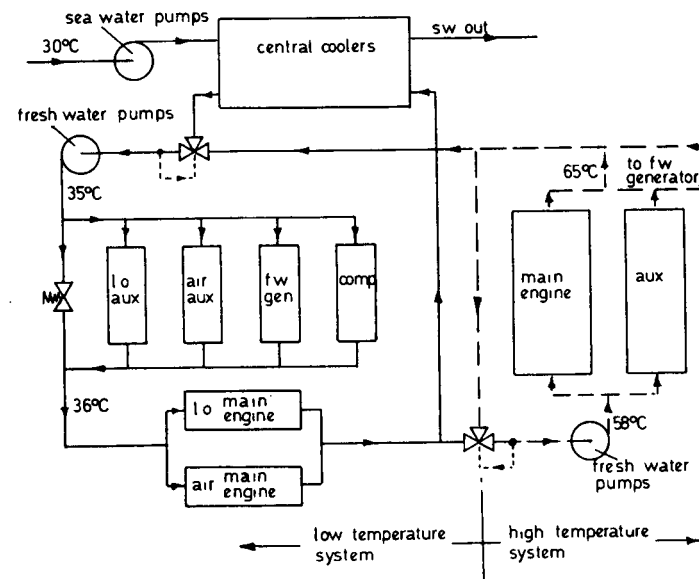 sea water pumps
30°C
central coolers
sw out
fresh water pumps
35°C
65°C
to fw
generator
lo
aux
air
aux
fw
gen
comp
main
engine
aux
36°C
lo main
engine
58°C
fresh water
pumps
air main
engine
low temperature
system
high temperature
system